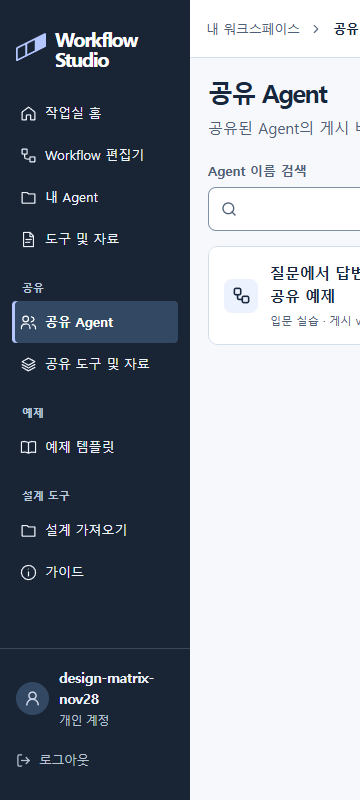 Workflow
Studio
작업실 홈
Workflow 편집기
내 Agent
도구 및 자료
공유
공유 Agent
공유 도구 및 자료
예제
예제 템플릿
설계 도구
설계 가져오기
가이드
design-matrix-
nov28
개인 계정
로그아웃
내 워크스페이스 > 공유
공유 Agent
공유된 Agent의 게시
Agent 이름 검색
질문에서 답변
공유 예제
입문 실습 · 게시 v